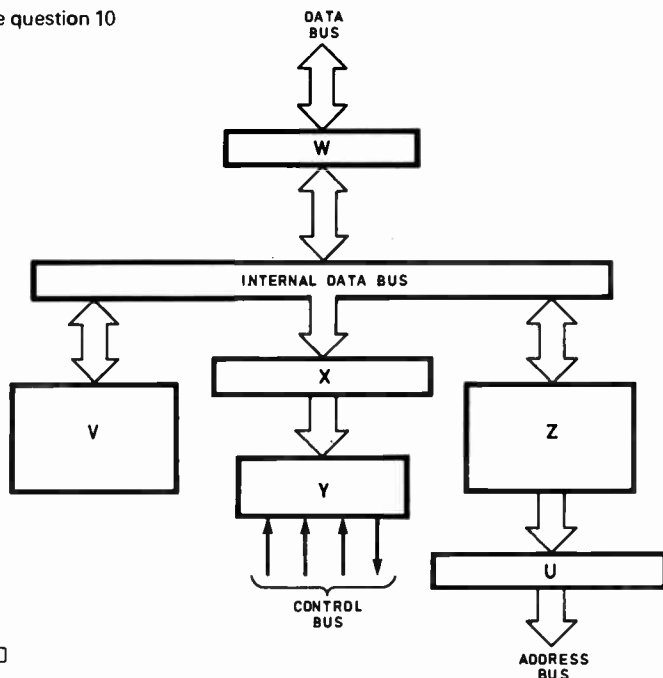 e question 10
DATA
BUS
W
INTERNAL DATA BUS
X
V
Z
Y
U
CONTROL
BUS
ADDRESS
BUS